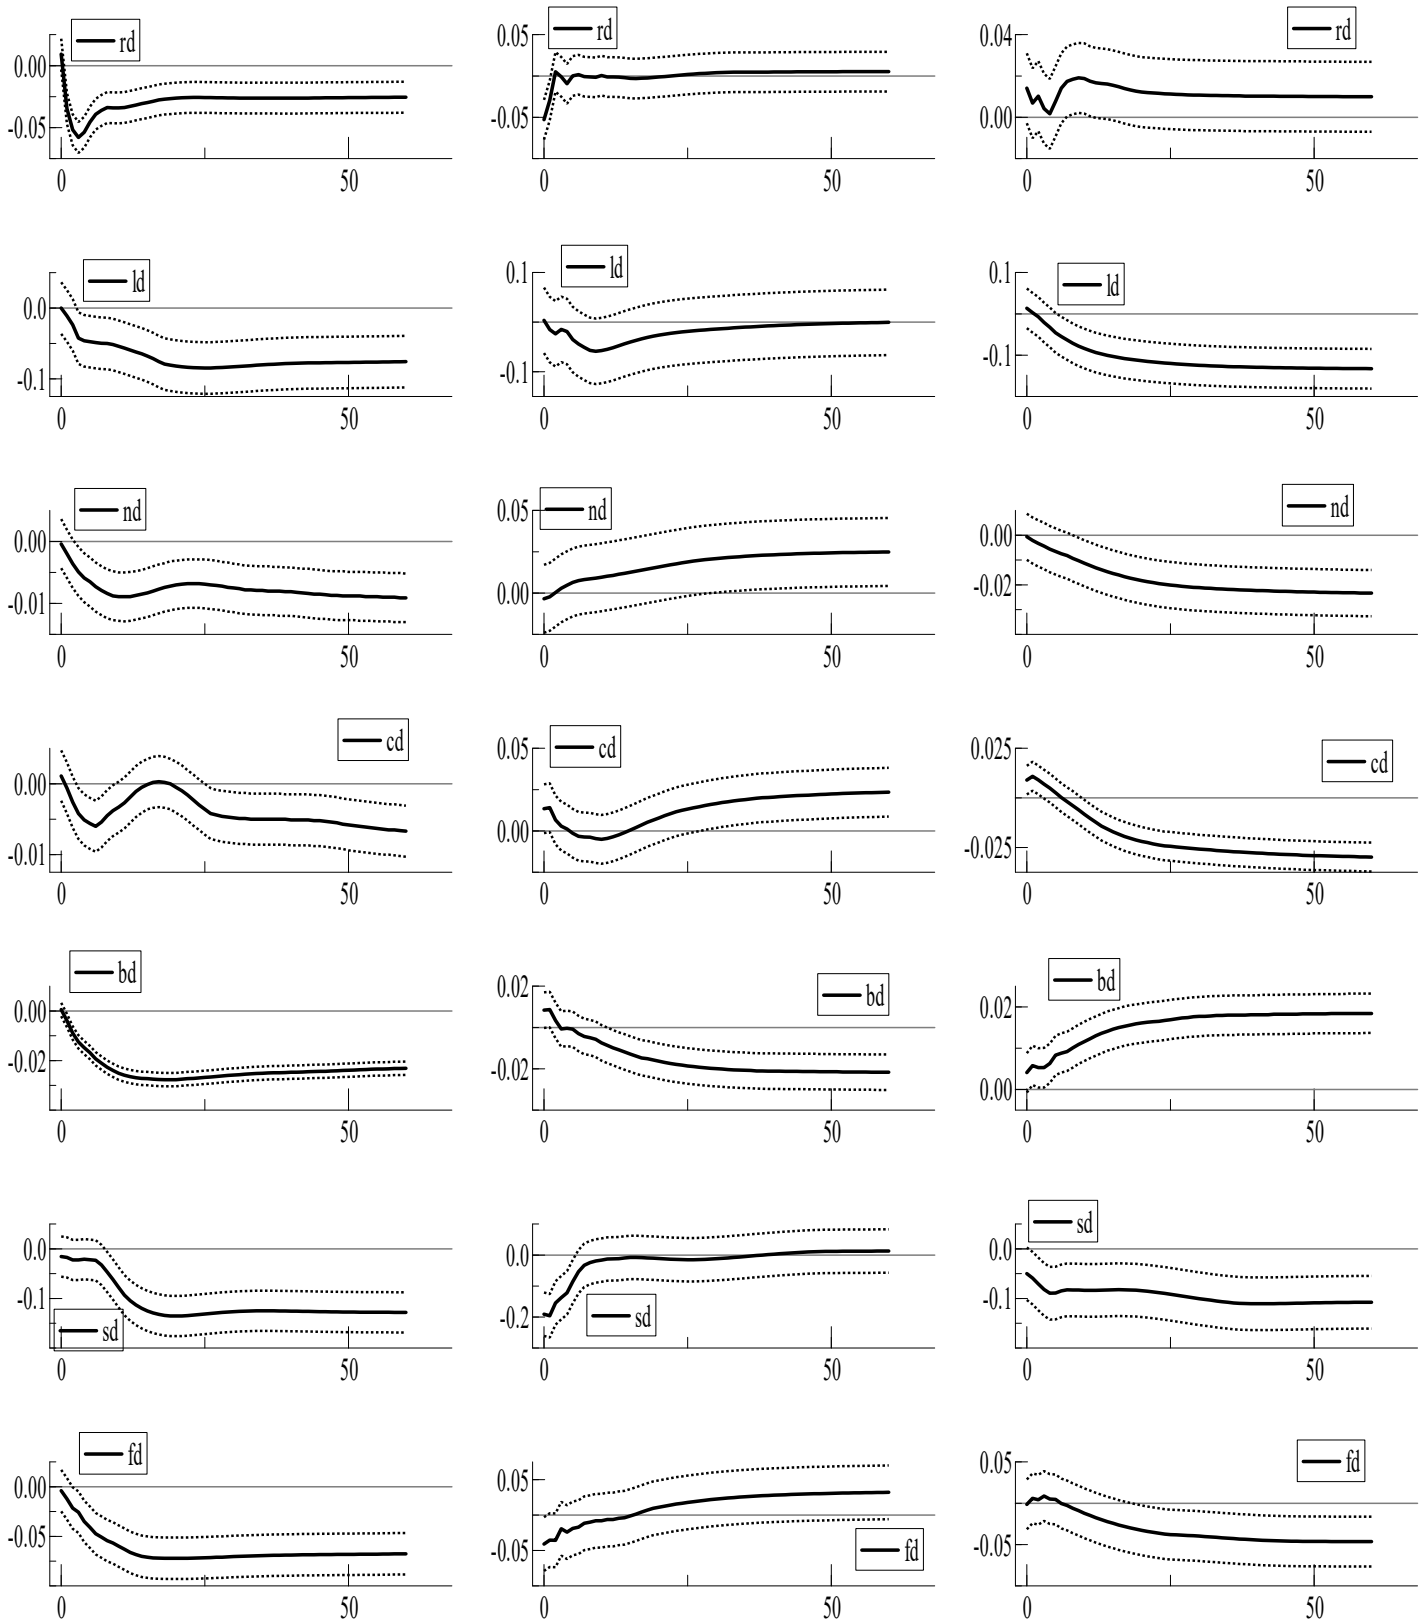 rd rd rd
0.00 0.05 0.04
-0.05 -0.05 0.00
0 50 0 50 0 50
ld ld ld
0.0 0.1 0.1
-0.1 -0.1 -0.1
0 50 0 50 0 50
nd nd nd
0.00 0.05 0.00
-0.01 0.00 -0.02
0 50 0 50 0 50
cd cd cd
0.00 0.05 0.025
-0.01 0.00 -0.025
0 50 0 50 0 50
bd bd bd
0.00 0.02 0.02
-0.02 -0.02 0.00
0 50 0 50 0 50
sd
0.0 0.0 0.0
-0.1 -0.2 -0.1
sd sd
0 50 0 50 0 50
fd fd
0.00 0.05 0.05
-0.05 -0.05 -0.05
fd
0 50 0 50 0 50